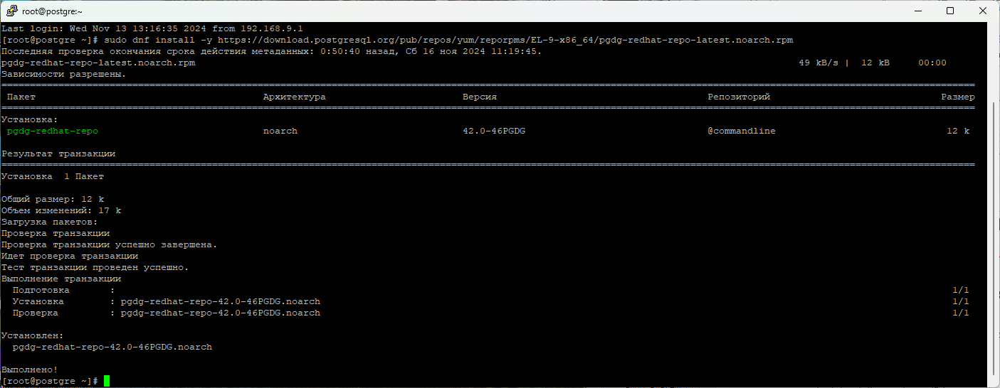 root@postgre:~
Last login: Wed Nov 13 13:16:35 2024 from 192.168.9.1
[root@postgre ~]# sudo dnf install -y https://download.postgresql.org/pub/repos/yum/reporpms/EL-9-x86_64/pgdg-redhat-repo-latest.noarch.rpm
Последняя проверка окончания срока действия метаданных: 0:50:40 назад, Сб 16 ноя 2024 11:19:45.
pgdg-redhat-repo-latest.noarch.rpm 49 kB/s | 12 kB 00:00
Зависимости разрешены.
================================================================================
Пакет Архитектура Версия Репозиторий Размер
================================================================================
Установка:
pgdg-redhat-repo noarch 42.0-46PGDG @commandline 12 k
Результат транзакции
================================================================================
Установка 1 Пакет
Общий размер: 12 k
Объем изменений: 17 k
Загрузка пакетов:
Проверка транзакции
Проверка транзакции успешно завершена.
Идет проверка транзакции
Тест транзакции проведен успешно.
Выполнение транзакции
Подготовка : 1/1
Установка : pgdg-redhat-repo-42.0-46PGDG.noarch 1/1
Проверка : pgdg-redhat-repo-42.0-46PGDG.noarch 1/1
Установлен:
pgdg-redhat-repo-42.0-46PGDG.noarch
Выполнено!
[root@postgre ~]#